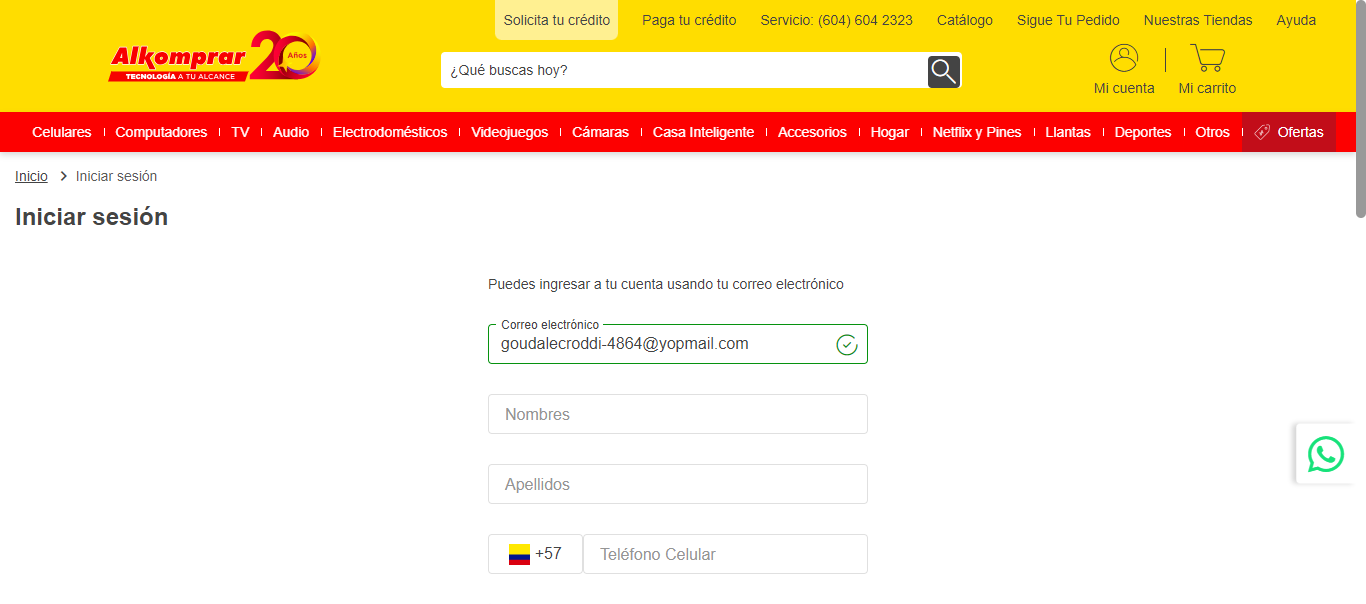 Solicita tu crédito Paga tu crédito Servicio: (604) 604 2323 Catálogo Sigue Tu Pedido Nuestras Tiendas Ayuda
Alkomprar 20 Años
TECNOLOGÍA A TU ALCANCE
¿Qué buscas hoy?
Mi cuenta Mi carrito
Celulares Computadores TV Audio Electrodomésticos Videojuegos Cámaras Casa Inteligente Accesorios Hogar Netflix y Pines Llantas Deportes Otros Ofertas
Inicio > Iniciar sesión
Iniciar sesión
Puedes ingresar a tu cuenta usando tu correo electrónico
Correo electrónico
goudalecroddi-4864@yopmail.com
Nombres
Apellidos
+57 Teléfono Celular